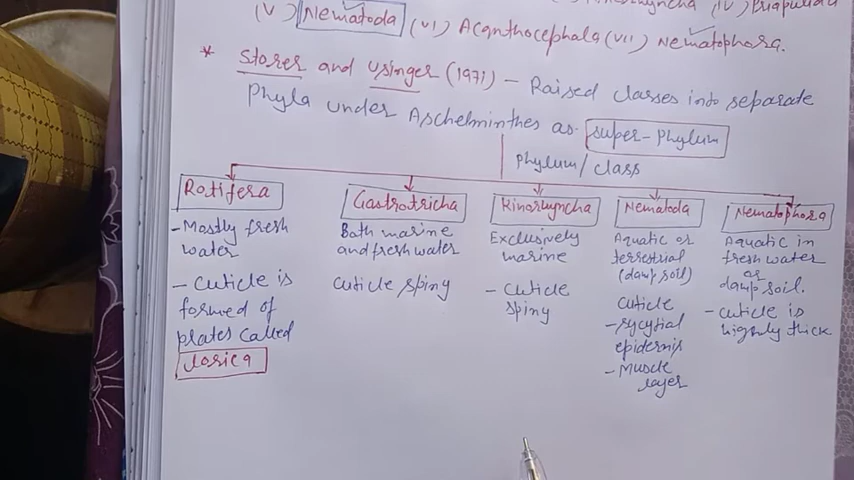 (IV) Priapulida
(V) Nematoda (VI) Acanthocephala (VII) Nematophora.
* Storer and Usinger (1971) - Raised classes into separate
Phyla under Aschelminthes as super-Phylum
Phylum/class
Rotifera
- Mostly fresh
water
- Cuticle is
formed of
plates called
lorica
Gastrotricha
Both marine
and fresh water
cuticle spiny
Kinorhyncha
Exclusively
marine
- Cuticle
spiny
Nematoda
Aquatic or
terrestrial
(damp soil)
cuticle
- sycytial
epidermis
- Muscle
layer
Nematophora
Aquatic in
fresh water
or
damp soil.
- cuticle is
highly thick